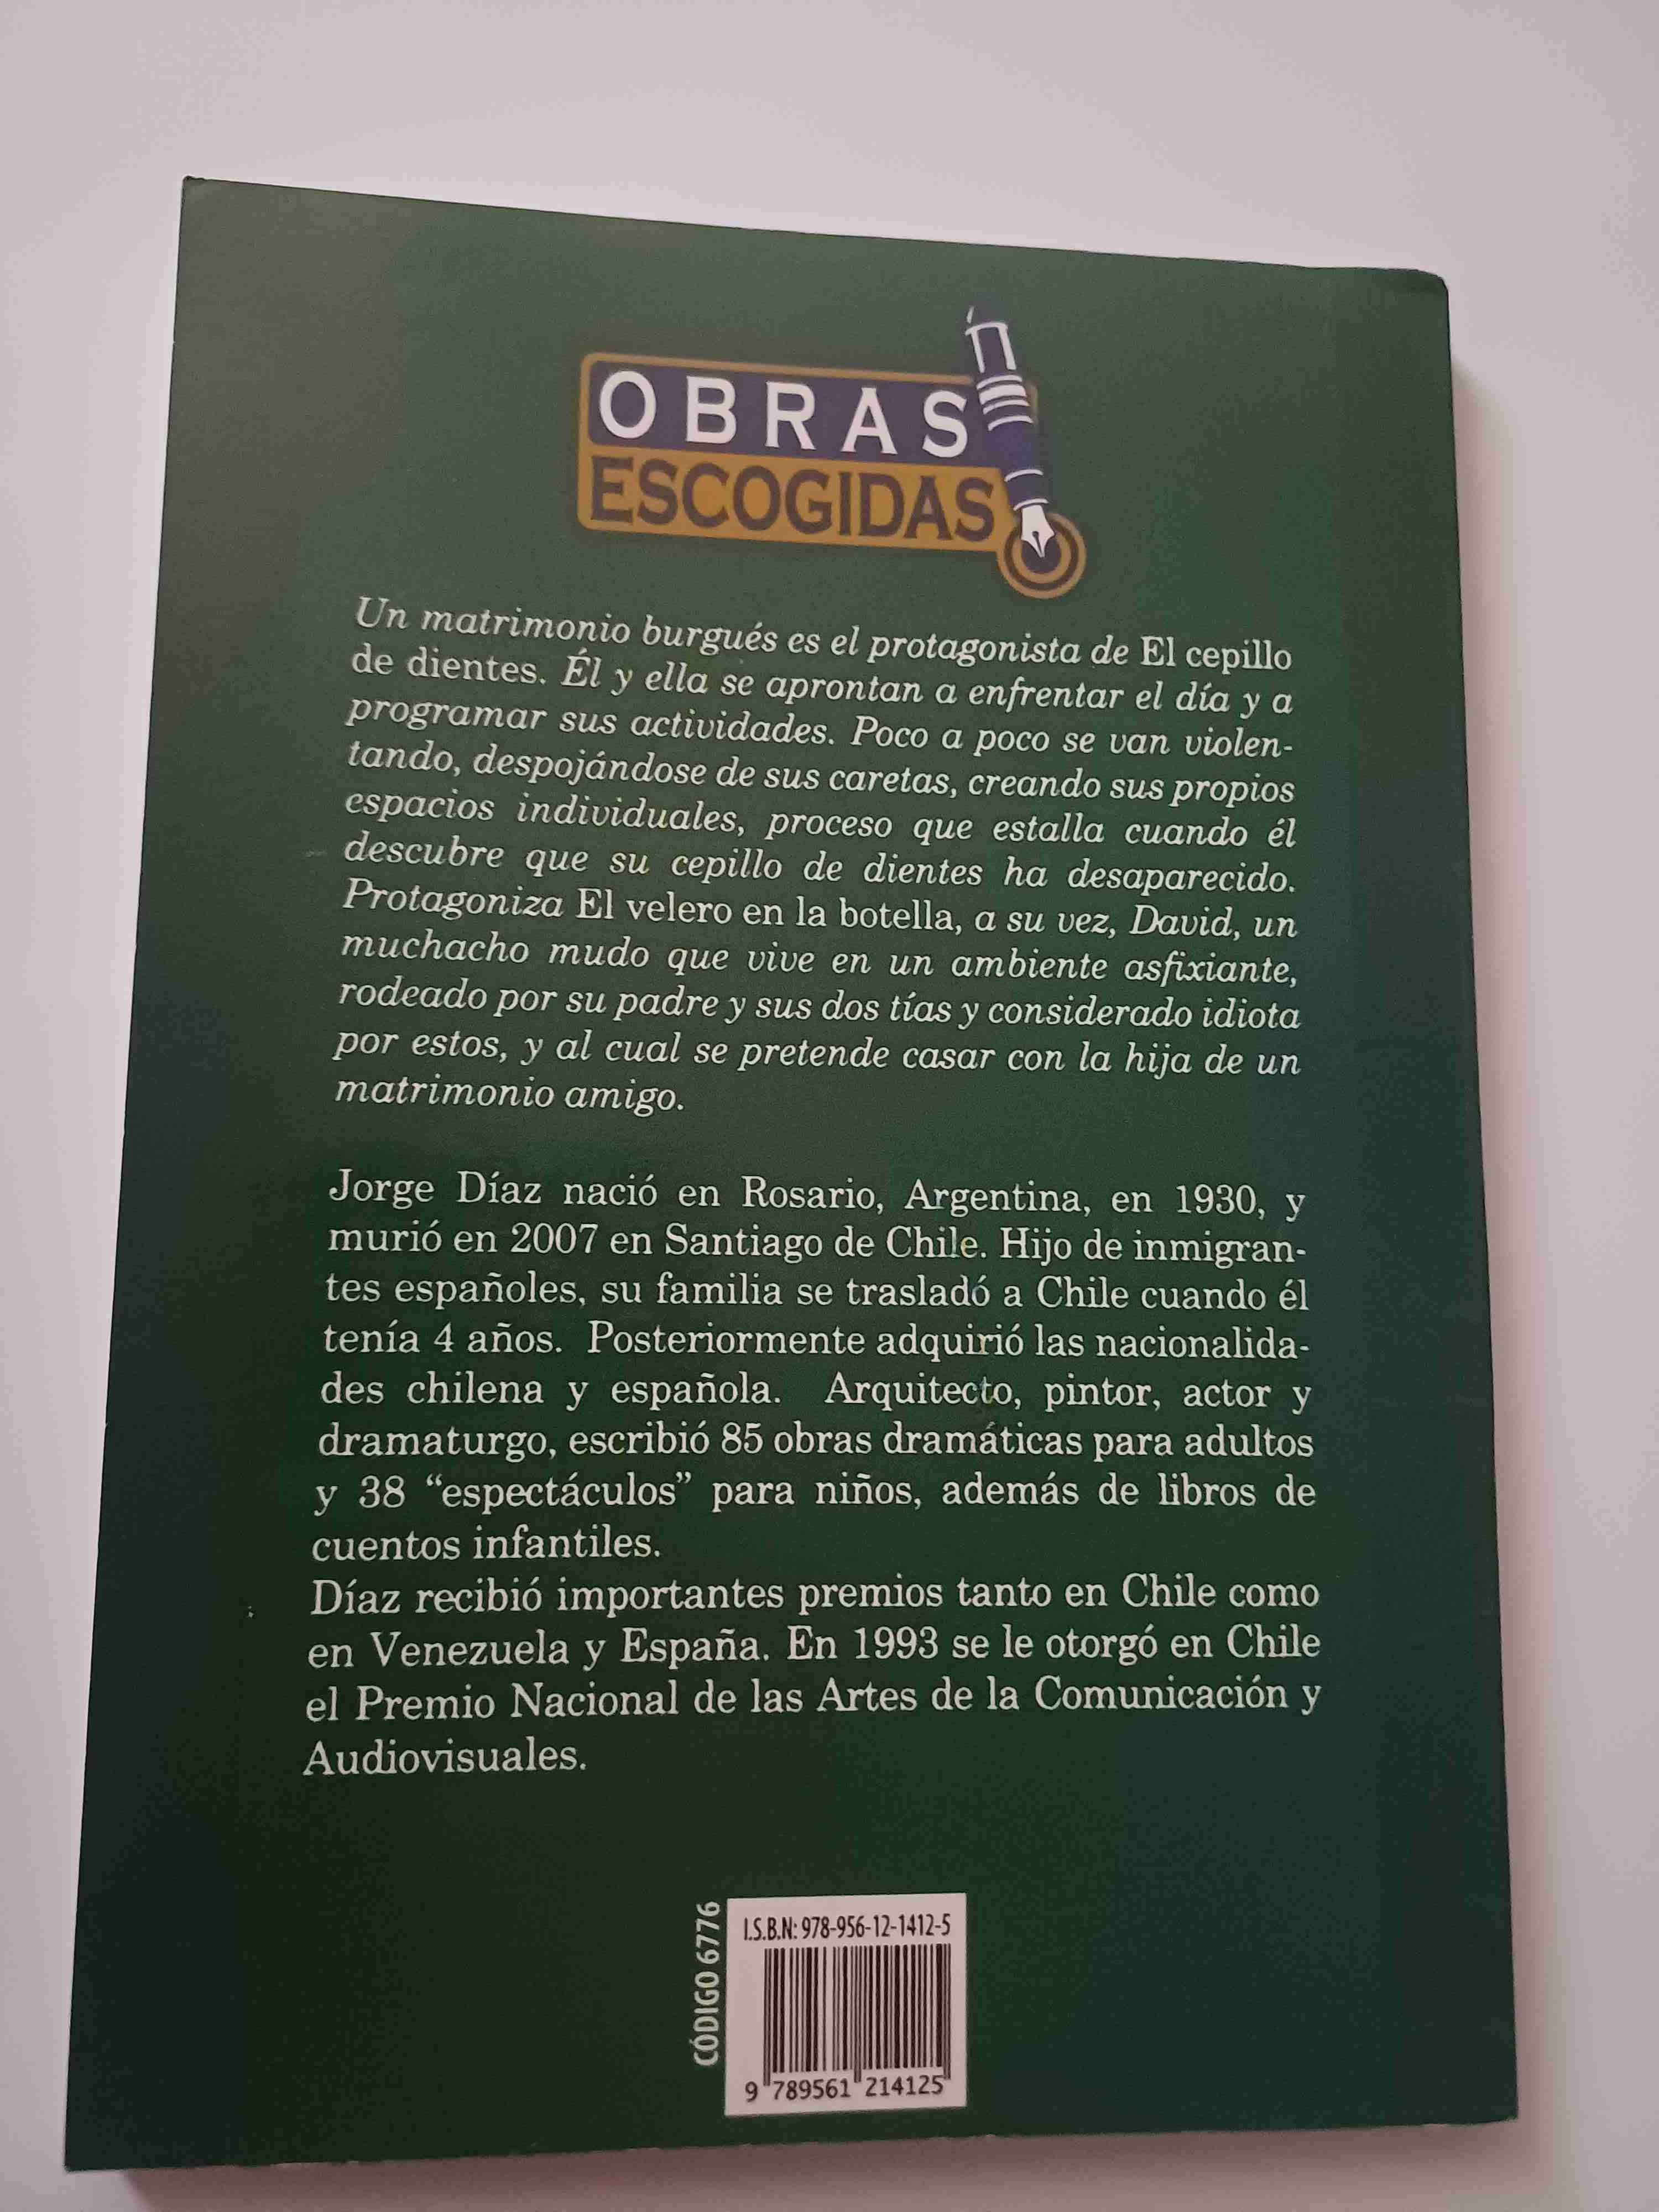 OBRAS
ESCOGIDAS
Un matrimonio burgués es el protagonista de El cepillo
de dientes. Él y ella se aprontan a enfrentar el día y a
programar sus actividades. Poco a poco se van violen-
tando, despojándose de sus caretas, creando sus propios
espacios individuales, proceso que estalla cuando él
descubre que su cepillo de dientes ha desaparecido.
Protagoniza El velero en la botella, a su vez, David, un
muchacho mudo que vive en un ambiente asfixiante,
rodeado por su padre y sus dos tías y considerado idiota
por estos, y al cual se pretende casar con la hija de un
matrimonio amigo.
Jorge Díaz nació en Rosario, Argentina, en 1930, y
murió en 2007 en Santiago de Chile. Hijo de inmigran-
tes españoles, su familia se trasladó a Chile cuando él
tenía 4 años. Posteriormente adquirió las nacionalida-
des chilena y española. Arquitecto, pintor, actor y
dramaturgo, escribió 85 obras dramáticas para adultos
y 38 “espectáculos” para niños, además de libros de
cuentos infantiles.
Díaz recibió importantes premios tanto en Chile como
en Venezuela y España. En 1993 se le otorgó en Chile
el Premio Nacional de las Artes de la Comunicación y
Audiovisuales.
CÓDIGO 6776
I.S.B.N: 978-956-12-1412-5
9 789561 214125